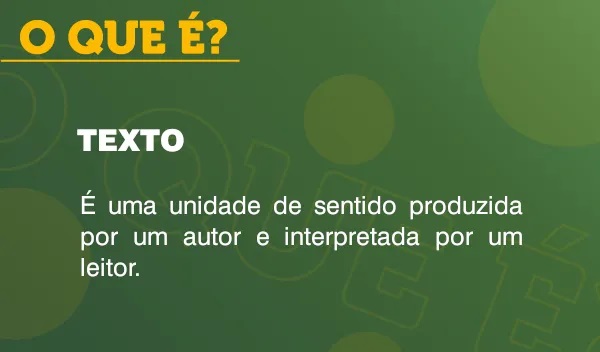 O QUE É?
TEXTO
É uma unidade de sentido produzida
por um autor e interpretada por um
leitor.